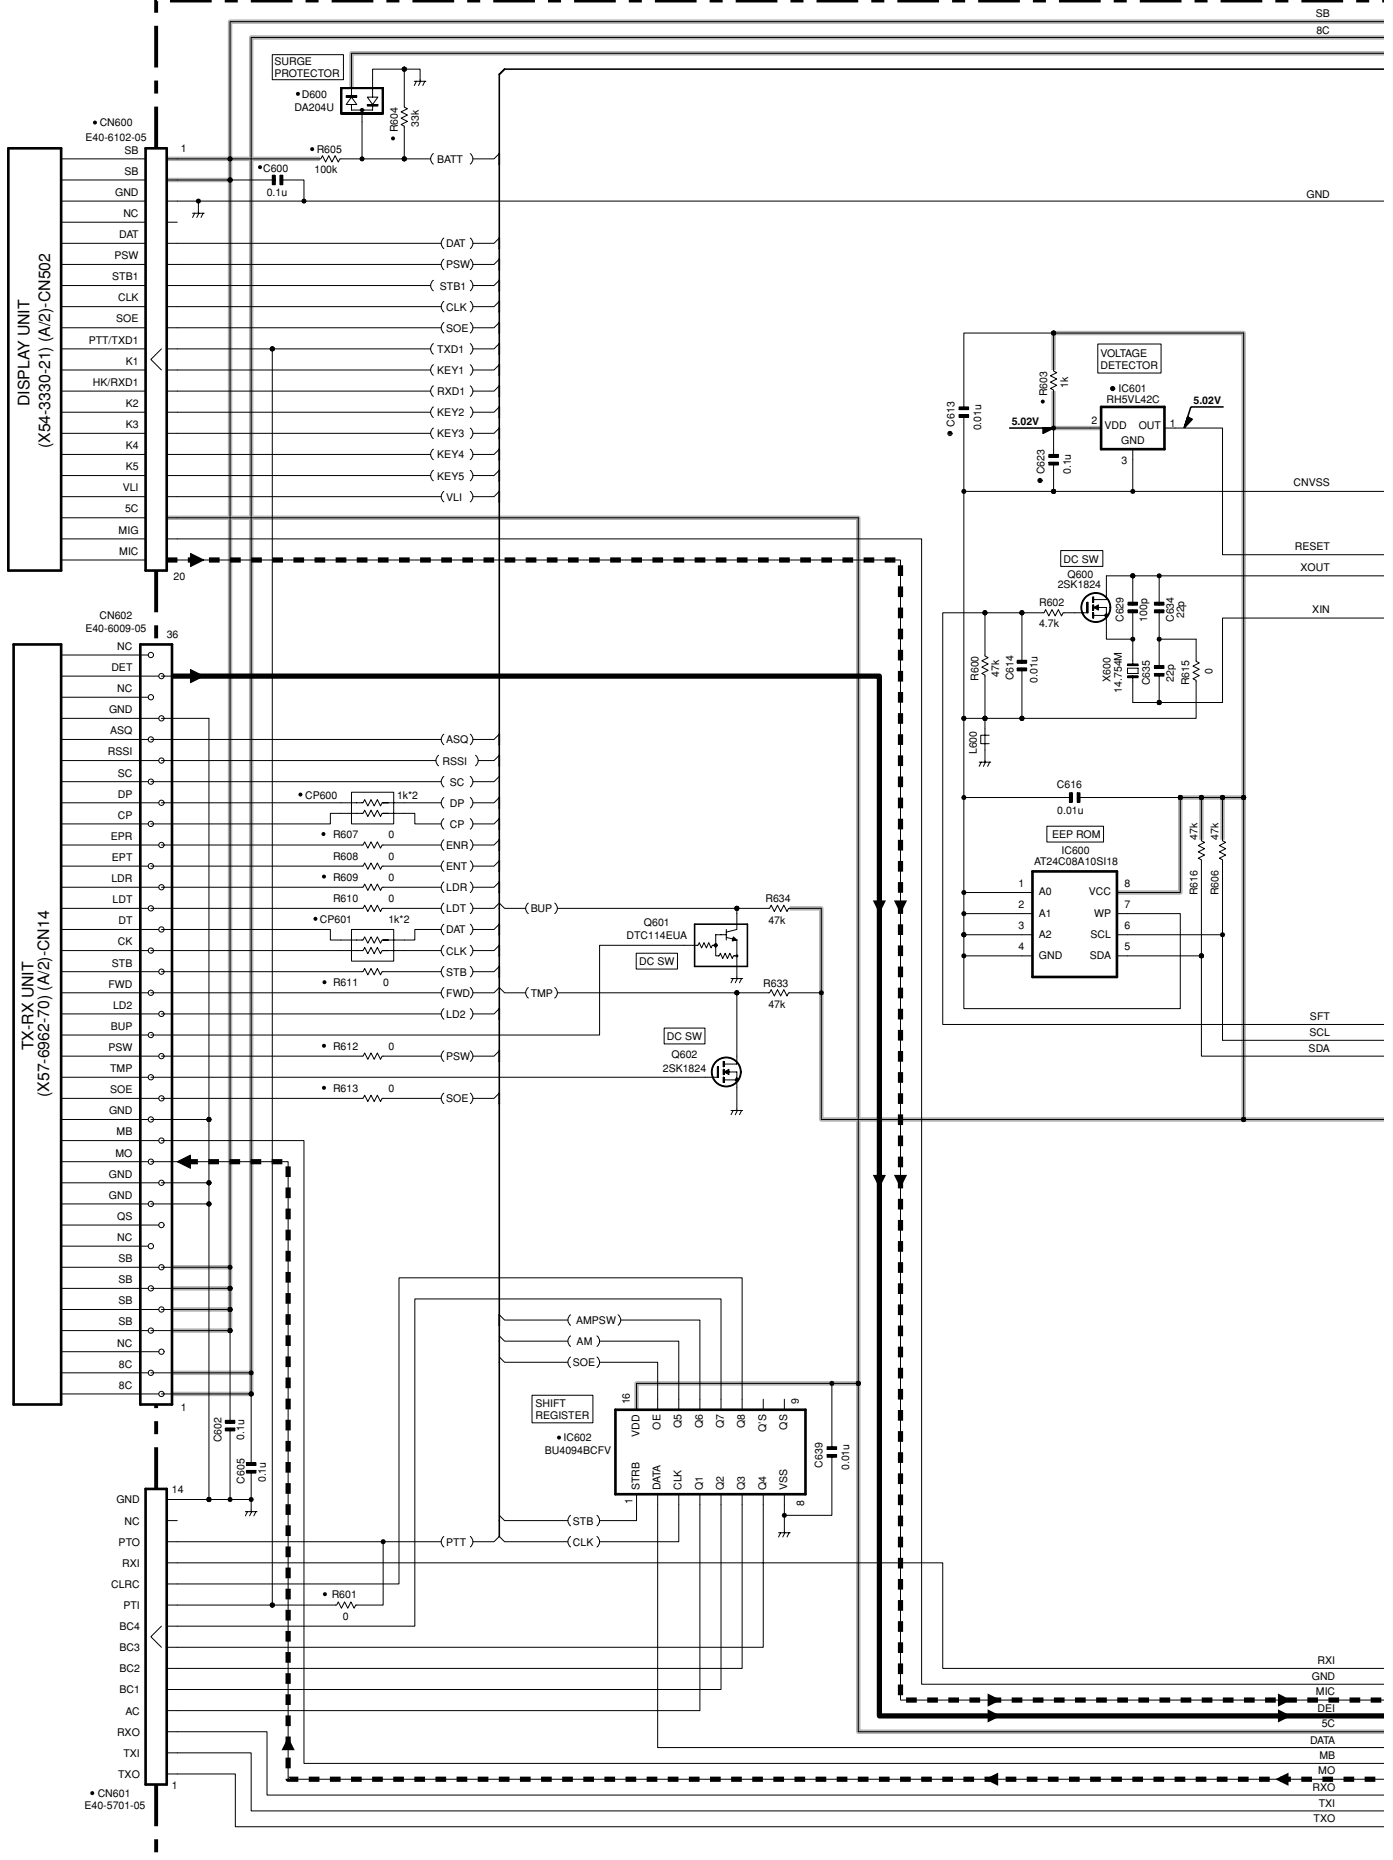 SB
8C
SURGE
PROTECTOR
• D600
DA204U
• R604
33k
• CN600
E40-6102-05
1
• R605
100k
( BATT )
• C600
0.1u
GND
DISPLAY UNIT
(X54-3330-21) (A/2)-CN502
SB
SB
GND
NC
DAT
PSW
STB1
CLK
SOE
PTT/TXD1
K1
HK/RXD1
K2
K3
K4
K5
VLI
5C
MIG
MIC
20
( DAT )
( PSW)
( STB1 )
( CLK )
( SOE )
( TXD1 )
( KEY1 )
( RXD1 )
( KEY2 )
( KEY3 )
( KEY4 )
( KEY5 )
( VLI )
VOLTAGE
DETECTOR
• R603
1k
• IC601
RH5VL42C
• C613
0.01u
5.02V
5.02V
2
VDD
OUT
1
GND
3
• C623
0.1u
CNVSS
RESET
XOUT
XIN
DC SW
Q600
2SK1824
R602
4.7k
C629
100p
C634
22p
R600
47k
C614
0.01u
X600
14.754M
C635
22p
R615
0
L600
C616
0.01u
EEP ROM
IC600
AT24C08A10SI18
R616
47k
R606
47k
1 A0
2 A1
3 A2
4 GND
VCC 8
WP 7
SCL 6
SDA 5
SFT
SCL
SDA
CN602
E40-6009-05
36
TX-RX UNIT
(X57-6962-70) (A/2)-CN14
NC
DET
NC
GND
ASQ
RSSI
SC
DP
CP
EPR
EPT
LDR
LDT
DT
CK
STB
FWD
LD2
BUP
PSW
TMP
SOE
GND
MB
MO
GND
GND
QS
NC
SB
SB
SB
SB
NC
8C
8C
1
( ASQ )
( RSSI )
( SC )
• CP600
1k*2
( DP )
( CP )
• R607
0
( ENR )
R608
0
( ENT )
• R609
0
( LDR )
R610
0
( LDT )
( BUP )
• CP601
1k*2
( DAT )
( CLK )
( STB )
• R611
0
( FWD)
( TMP )
( LD2 )
• R612
0
( PSW)
• R613
0
( SOE )
R634
47k
Q601
DTC114EUA
DC SW
R633
47k
DC SW
Q602
2SK1824
( AMPSW)
( AM )
( SOE )
SHIFT
REGISTER
• IC602
BU4094BCFV
16
9
VDD
OE
Q5
Q6
Q7
Q8
Q'S
QS
STRB
DATA
CLK
Q1
Q2
Q3
Q4
VSS
1
8
C639
0.01u
( STB )
( CLK )
C602
0.1u
C605
0.1u
14
GND
NC
PTO
RXI
CLRC
PTI
BC4
BC3
BC2
BC1
AC
RXO
TXI
TXO
1
( PTT )
• R601
0
• CN601
E40-5701-05
RXI
GND
MIC
DEI
5C
DATA
MB
MO
RXO
TXI
TXO